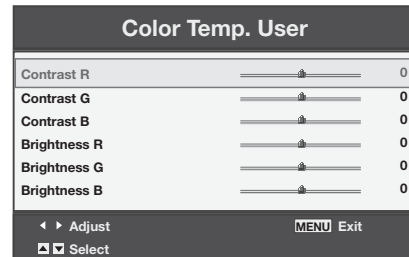 Color Temp. User
Contrast R 0
Contrast G 0
Contrast B 0
Brightness R 0
Brightness G 0
Brightness B 0
Adjust MENU Exit
Select